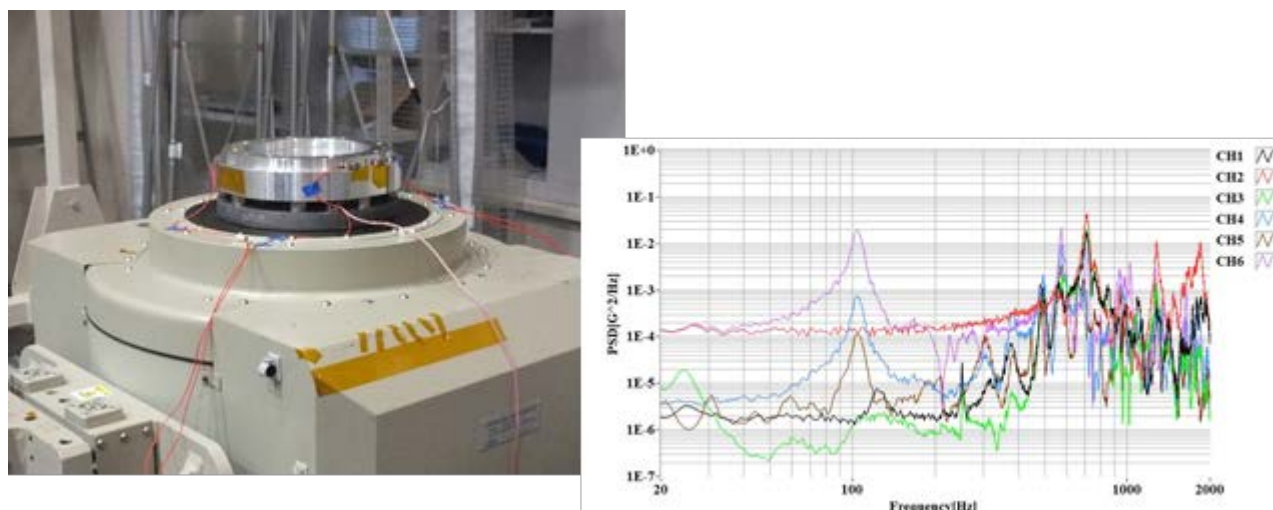 1E+0
1E-1
1E-2
1E-3
1E-4
1E-5
1E-6
1E-7
PSD[G^2/Hz]
20
100
1000
2000
Frequency[Hz]
CH1
CH2
CH3
CH4
CH5
CH6